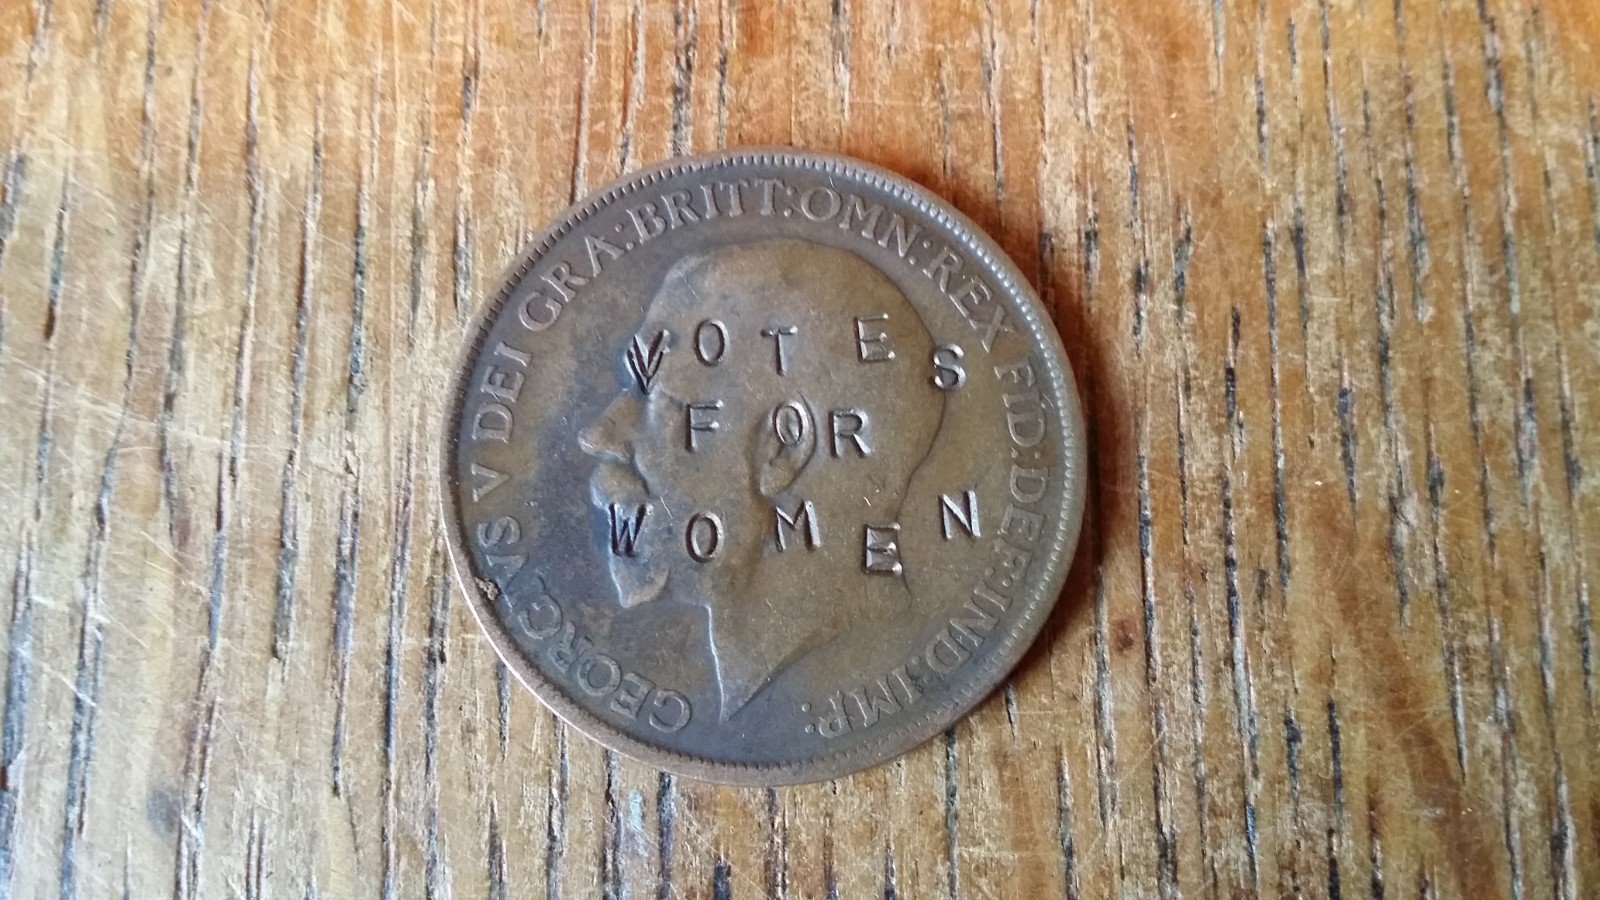 GEORGIVS V DEI GRA:BRITT:OMN:REX FID:DEF:IND:IMP:
VOTES
FOR
WOMEN